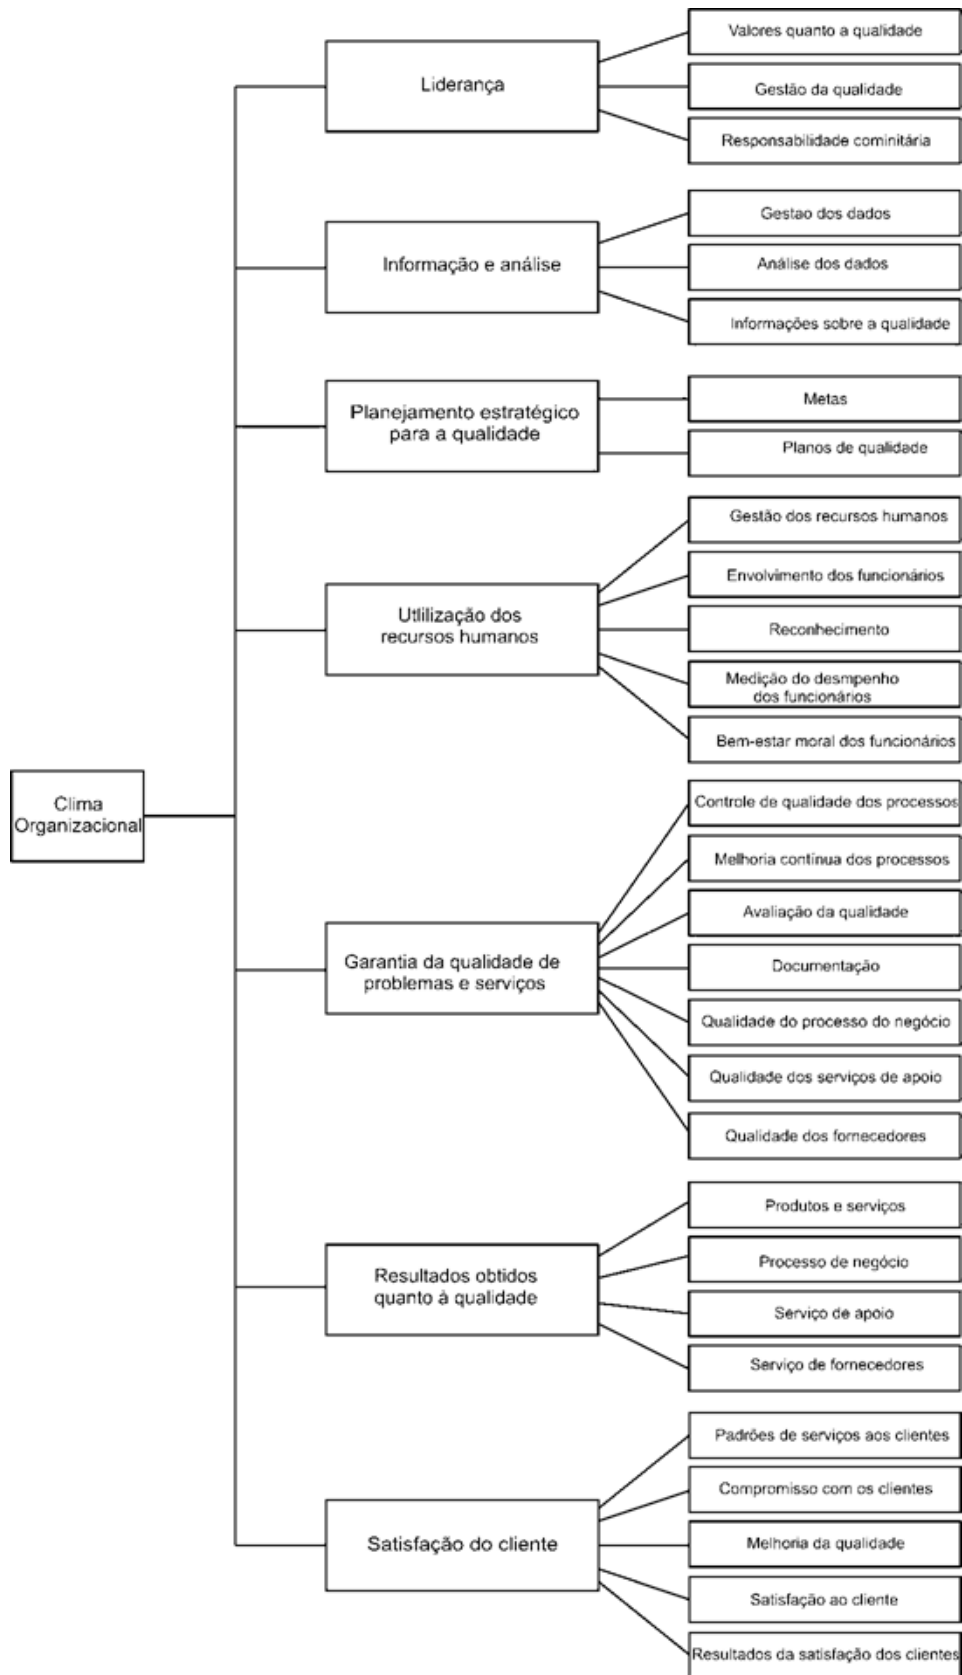 Valores quanto a qualidade
Liderança
Gestão da qualidade
Responsabilidade cominitária
Gestao dos dados
Informação e análise
Análise dos dados
Informações sobre a qualidade
Planejamento estratégico
para a qualidade
Metas
Planos de qualidade
Gestão dos recursos humanos
Envolvimento dos funcionários
Utlilização dos
recursos humanos
Reconhecimento
Medição do desmpenho
dos funcionários
Bem-estar moral dos funcionários
Clima
Organizacional
Controle de qualidade dos processos
Melhoria contínua dos processos
Avaliação da qualidade
Garantia da qualidade de
problemas e serviços
Documentação
Qualidade do processo do negócio
Qualidade dos serviços de apoio
Qualidade dos fornecedores
Produtos e serviços
Processo de negócio
Resultados obtidos
quanto à qualidade
Serviço de apoio
Serviço de fornecedores
Padrões de serviços aos clientes
Compromisso com os clientes
Satisfação do cliente
Melhoria da qualidade
Satisfação ao cliente
Resultados da satisfação dos clientes